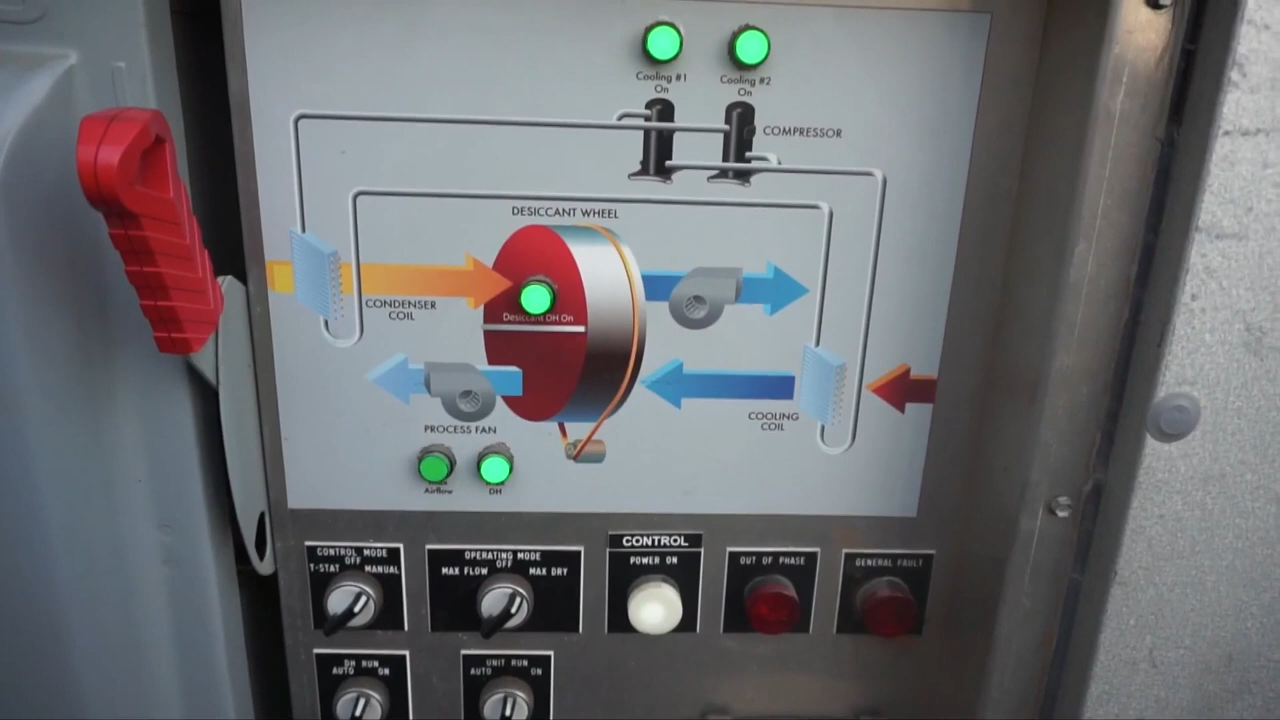 Cooling #1
On
Cooling #2
On
COMPRESSOR
DESICCANT WHEEL
CONDENSER
COIL
Desiccant DH On
COOLING
COIL
PROCESS FAN
Airflow
DH
CONTROL MODE
OFF
T-STAT MANUAL
OPERATING MODE
OFF
MAX FLOW MAX DRY
CONTROL
POWER ON
OUT OF PHASE
GENERAL FAULT
DH RUN
AUTO ON
UNIT RUN
AUTO ON